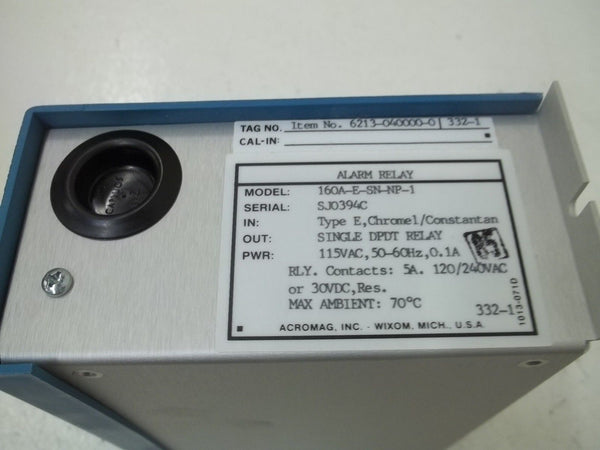 TAG NO. Item No. 6213-040000-0 332-1
CAL-IN:
ALARM RELAY
MODEL: 160A-E-SN-NP-1
SERIAL: SJ0394C
IN: Type E,Chromel/Constantan
OUT: SINGLE DPDT RELAY
PWR: 115VAC,50-60Hz,0.1A
RLY. Contacts: 5A. 120/240VAC
or 30VDC,Res.
MAX AMBIENT: 70°C 332-1
ACROMAG, INC. - WIXOM, MICH., U.S.A.
1013-071D